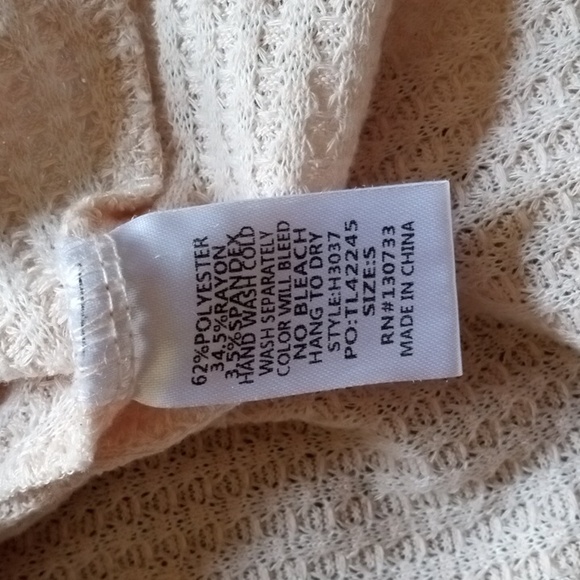 62%POLYESTER
34.5%RAYON
3.5%SPANDEX
HAND WASH COLD
WASH SEPARATELY
COLOR WILL BLEED
NO BLEACH
HANG TO DRY
STYLE:H3037
PO:TL42245
SIZE:S
RN#130733
MADE IN CHINA